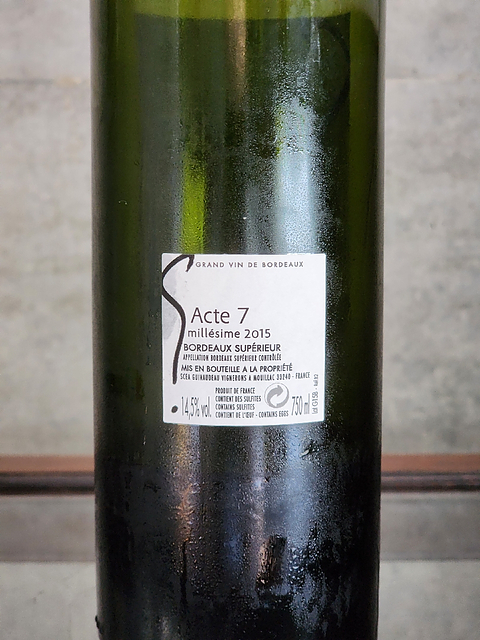 GRAND VIN DE BORDEAUX
Acte 7
millésime 2015
BORDEAUX SUPÉRIEUR
APPELLATION BORDEAUX SUPÉRIEUR CONTRÔLÉE
MIS EN BOUTEILLE A LA PROPRIÉTÉ
SCEA GUINAUDEAU VIGNERONS A MOUILLAC 33240 - FRANCE
PRODUIT DE FRANCE
CONTIENT DES SULFITES
CONTAINS SULFITES
CONTIENT DE L'ŒUF - CONTAINS EGGS
14,5% vol.
750 ml